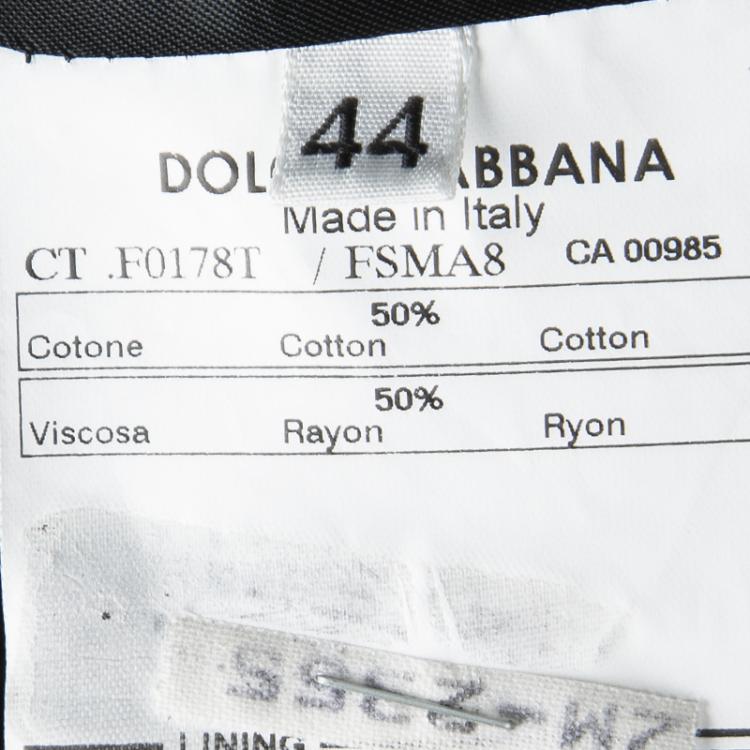 44
DOL ABBANA
Made in Italy
CT .F0178T / FSMA8 CA 00985
50%
Cotone Cotton Cotton
50%
Viscosa Rayon Ryon
LINING